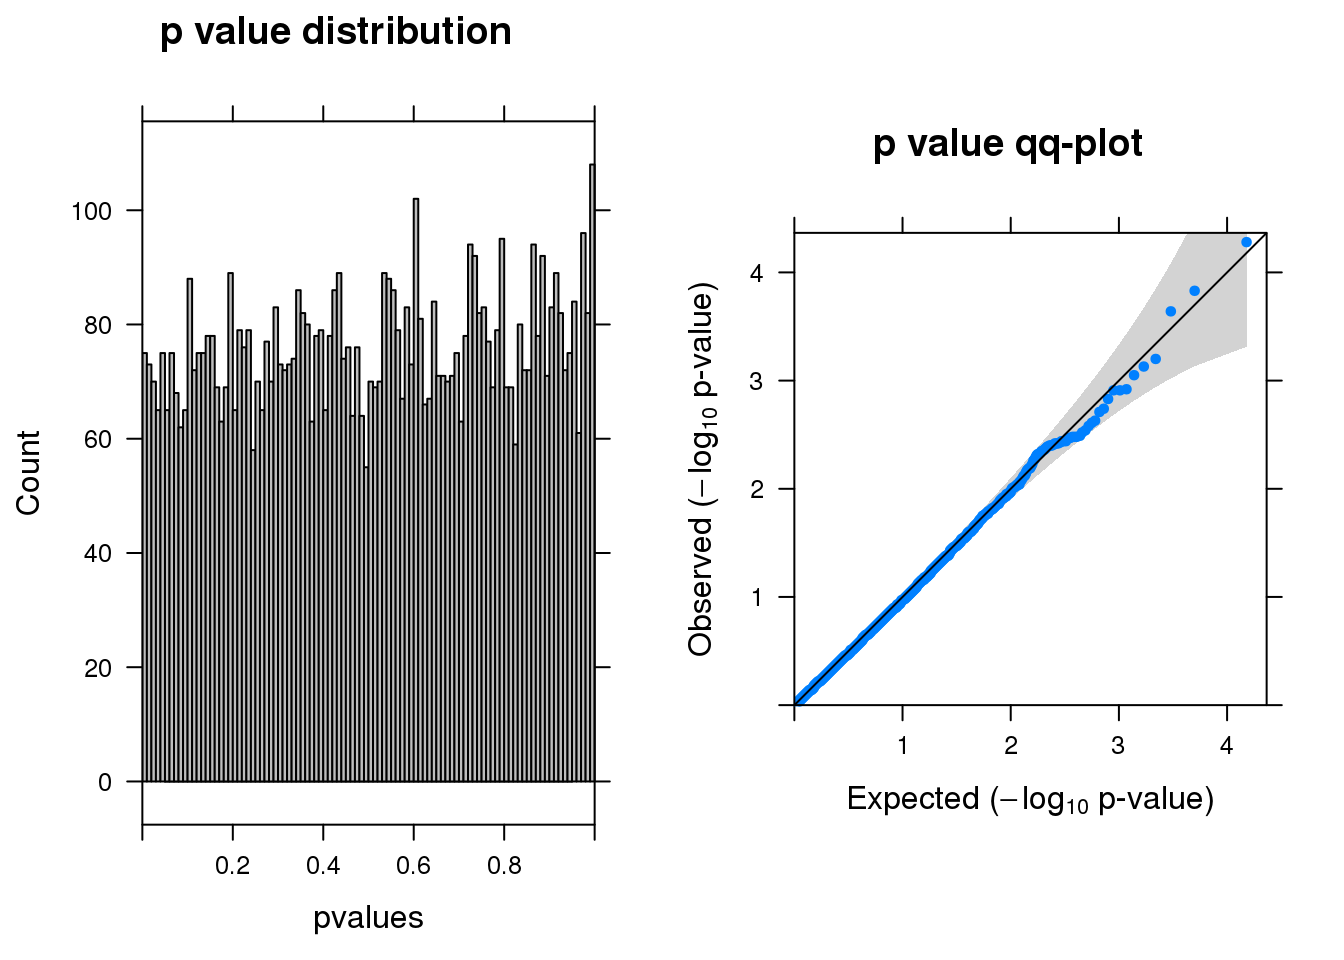 p value distribution
100
80
60
40
20
0
Count
0.2 0.4 0.6 0.8
pvalues
p value qq-plot
4
3
2
1
Observed (−log10 p-value)
1 2 3 4
Expected (−log10 p-value)